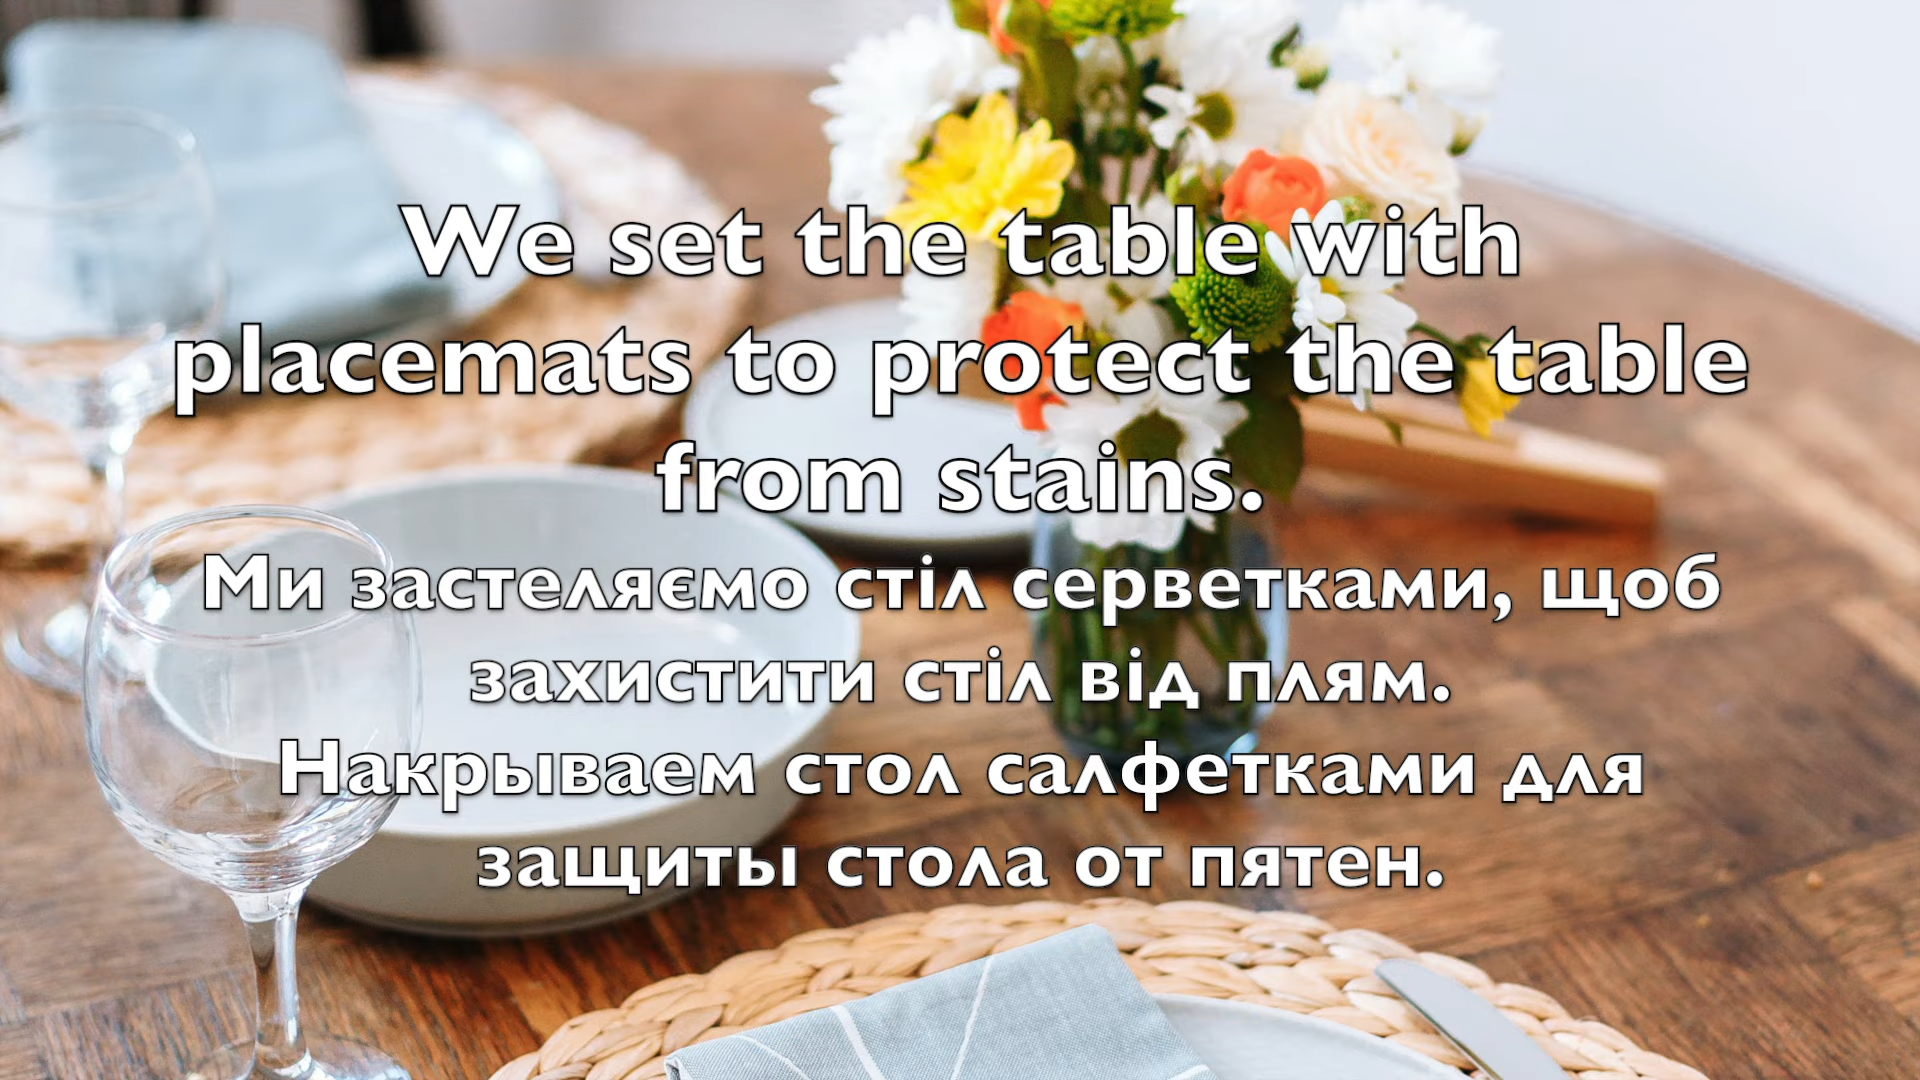 We set the table with
placemats to protect the table
from stains.
Ми застеляємо стіл серветками, щоб
захистити стіл від плям.
Накрываем стол салфетками для
защиты стола от пятен.